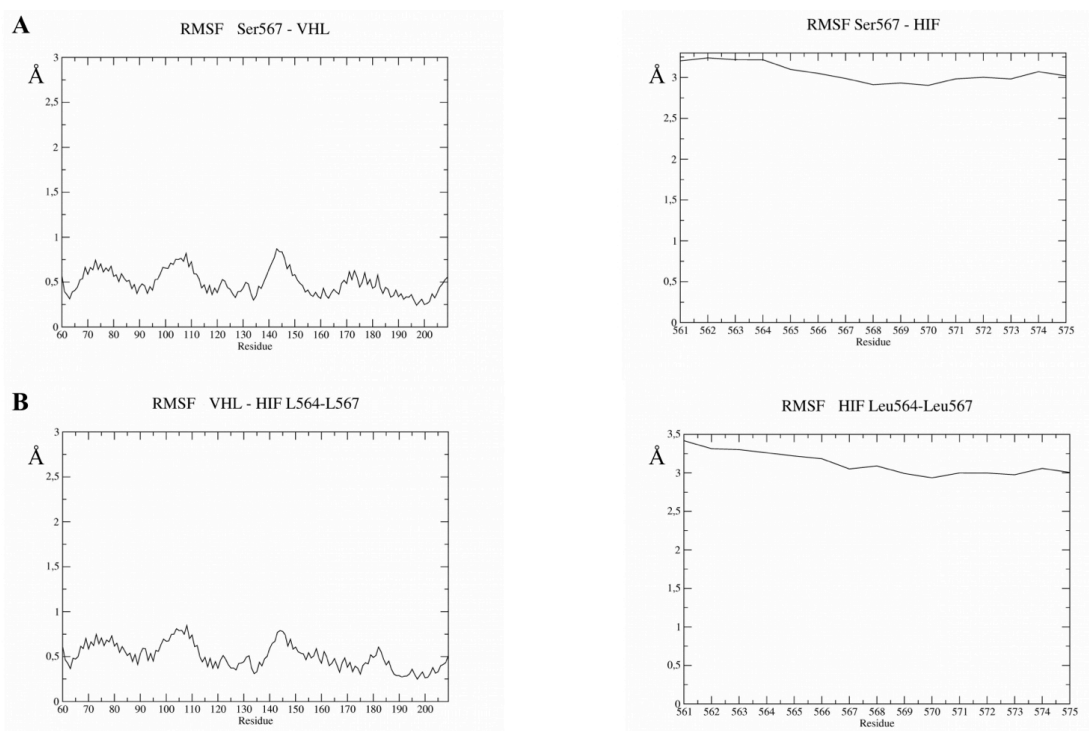 A
RMSF Ser567 - VHL
Å
3
2,5
2
1,5
1
0,5
0
60 70 80 90 100 110 120 130 140 150 160 170 180 190 200
Residue
RMSF Ser567 - HIF
Å
3
2,5
2
1,5
1
0,5
0
561 562 563 564 565 566 567 568 569 570 571 572 573 574 575
Residue
B
RMSF VHL - HIF L564-L567
Å
3
2,5
2
1,5
1
0,5
0
60 70 80 90 100 110 120 130 140 150 160 170 180 190 200
Residue
RMSF HIF Leu564-Leu567
Å
3,5
3
2,5
2
1,5
1
0,5
0
561 562 563 564 565 566 567 568 569 570 571 572 573 574 575
Residue